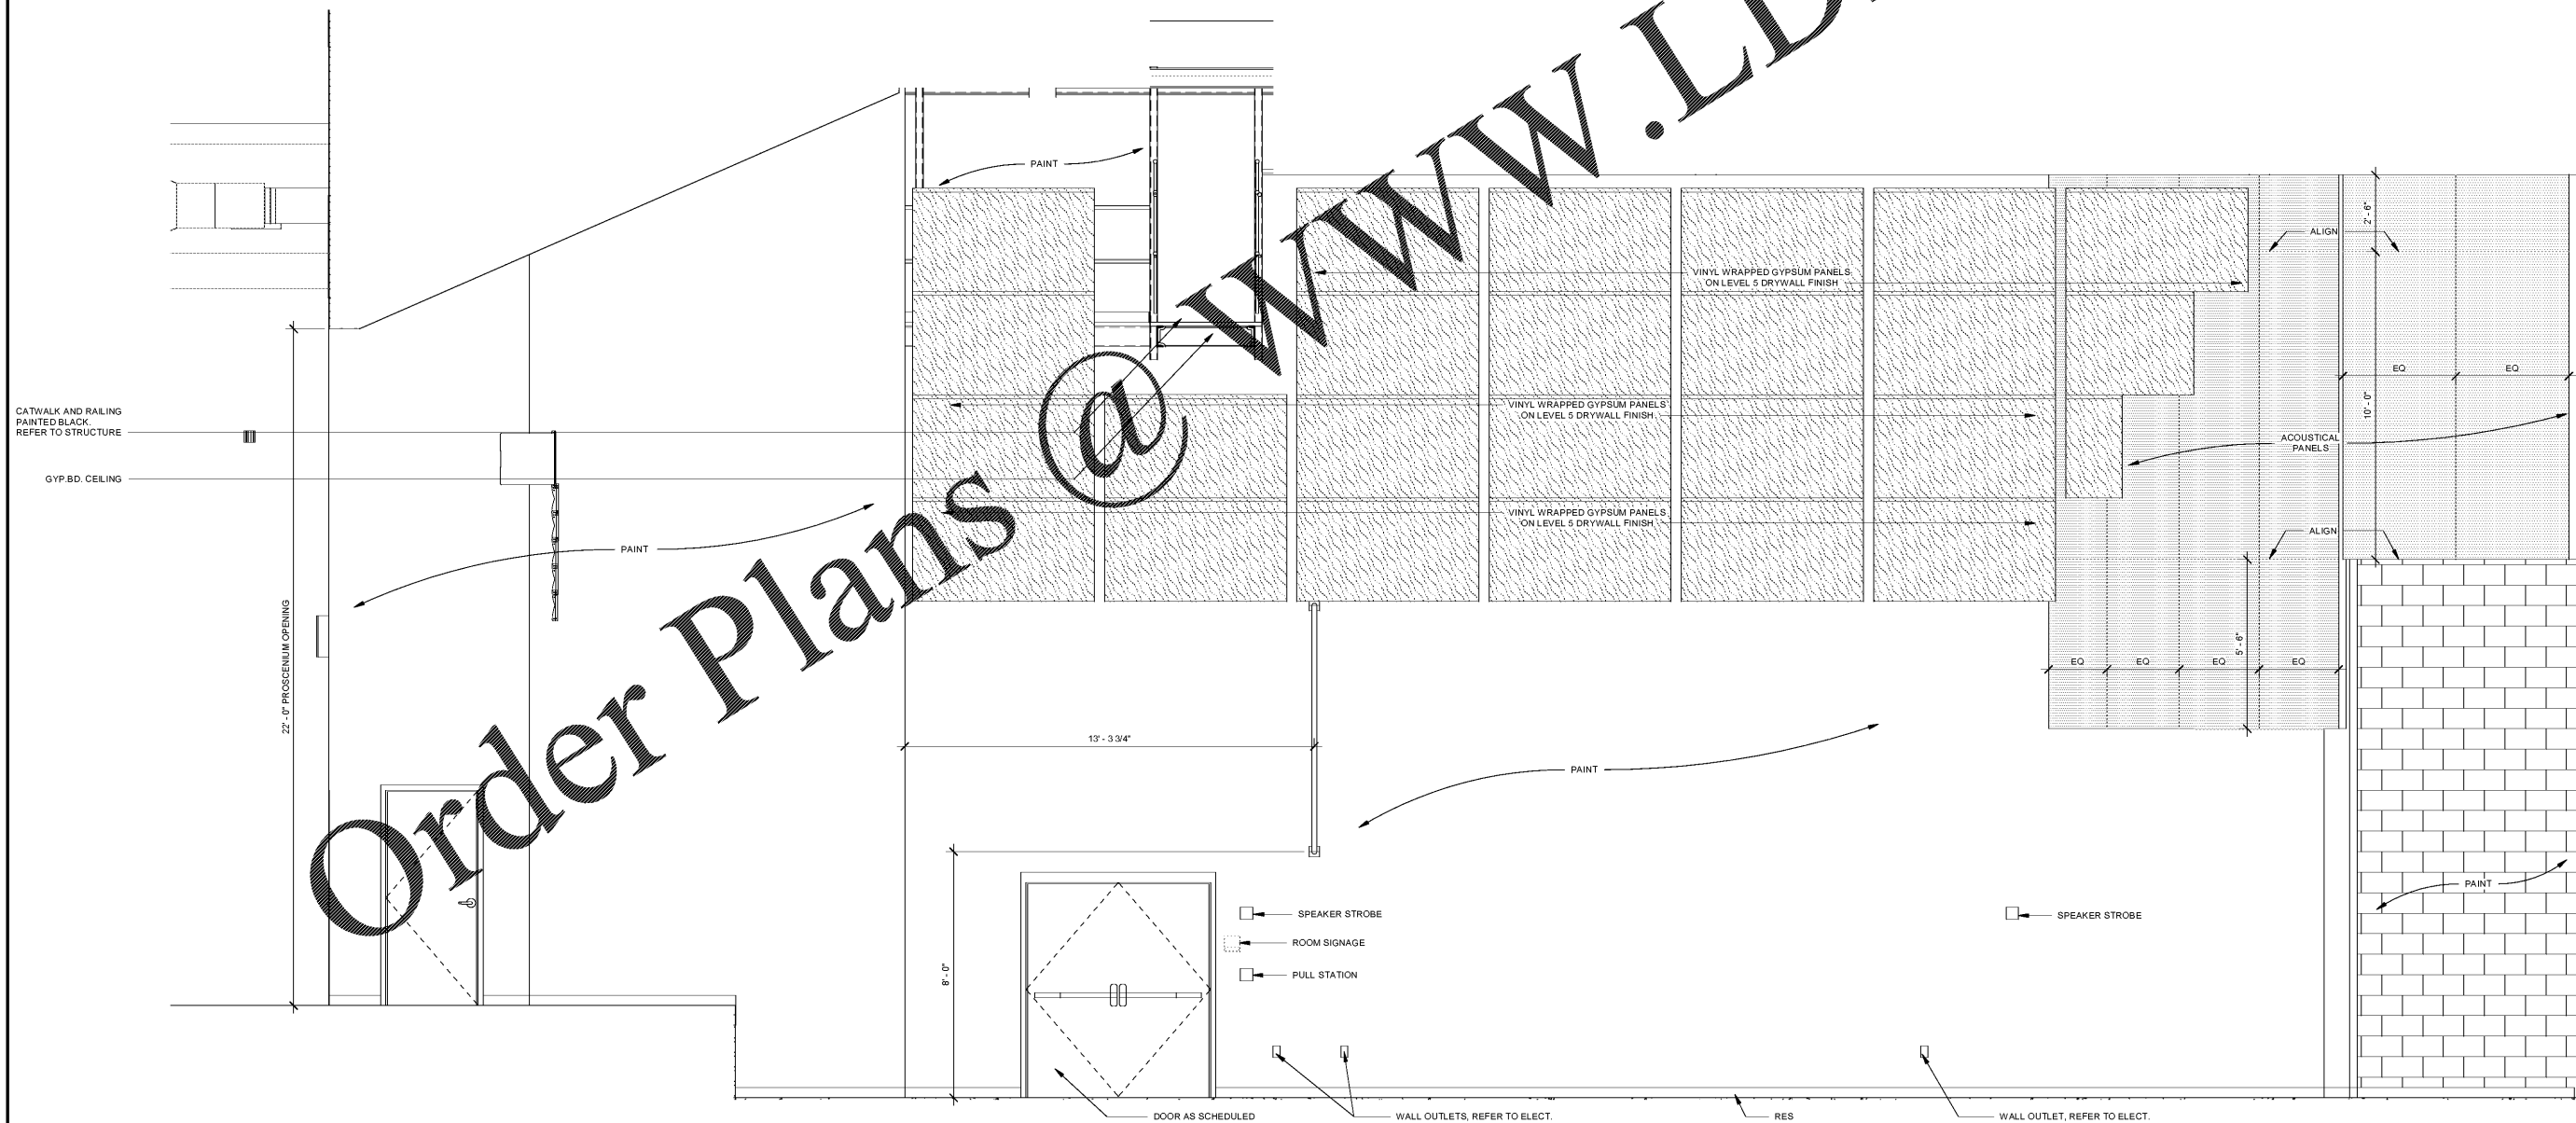 PAINT
2' - 6"
ALIGN
VINYL WRAPPED GYPSUM PANELS
ON LEVEL 5 DRYWALL FINISH
EQ
EQ
10' - 0"
CATWALK AND RAILING
PAINTED BLACK.
REFER TO STRUCTURE
VINYL WRAPPED GYPSUM PANELS
ON LEVEL 5 DRYWALL FINISH
ACOUSTICAL
PANELS
GYP.BD. CEILING
VINYL WRAPPED GYPSUM PANELS
ON LEVEL 5 DRYWALL FINISH
ALIGN
PAINT
22' - 0" PROSCENIUM OPENING
5' - 6"
EQ
EQ
EQ
EQ
13' - 3 3/4"
PAINT
PAINT
SPEAKER STROBE
SPEAKER STROBE
ROOM SIGNAGE
8' - 0"
PULL STATION
DOOR AS SCHEDULED
WALL OUTLETS, REFER TO ELECT.
RES
WALL OUTLET, REFER TO ELECT.
Order Plans @ www.LD